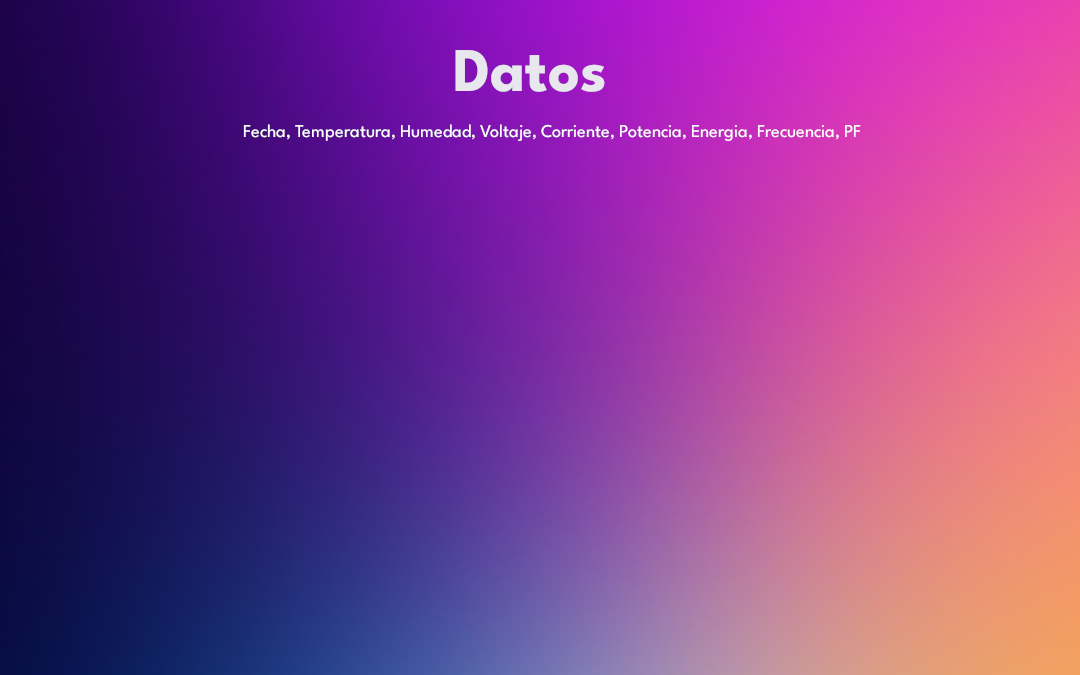 Datos
Fecha, Temperatura, Humedad, Voltaje, Corriente, Potencia, Energia, Frecuencia, PF